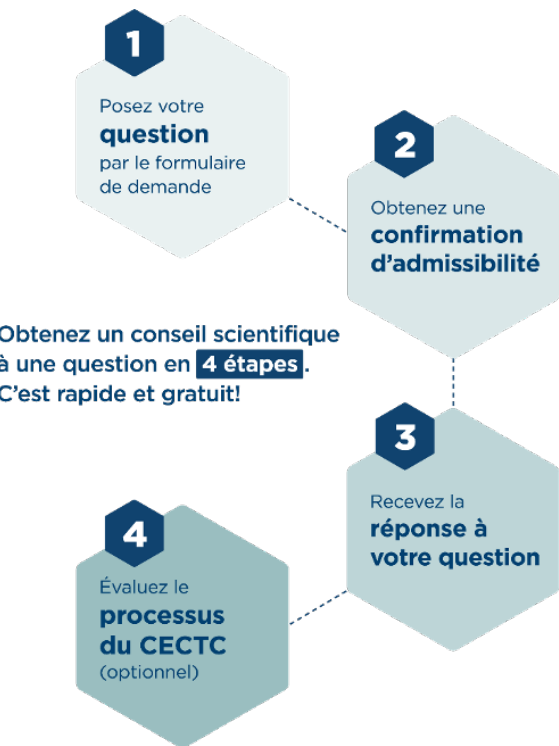 1
Posez votre
question
par le formulaire
de demande
2
Obtenez une
confirmation
d'admissibilité
Obtenez un conseil scientifique
à une question en 4 étapes.
C'est rapide et gratuit!
3
Recevez la
réponse à
votre question
4
Évaluez le
processus
du CECTC
(optionnel)